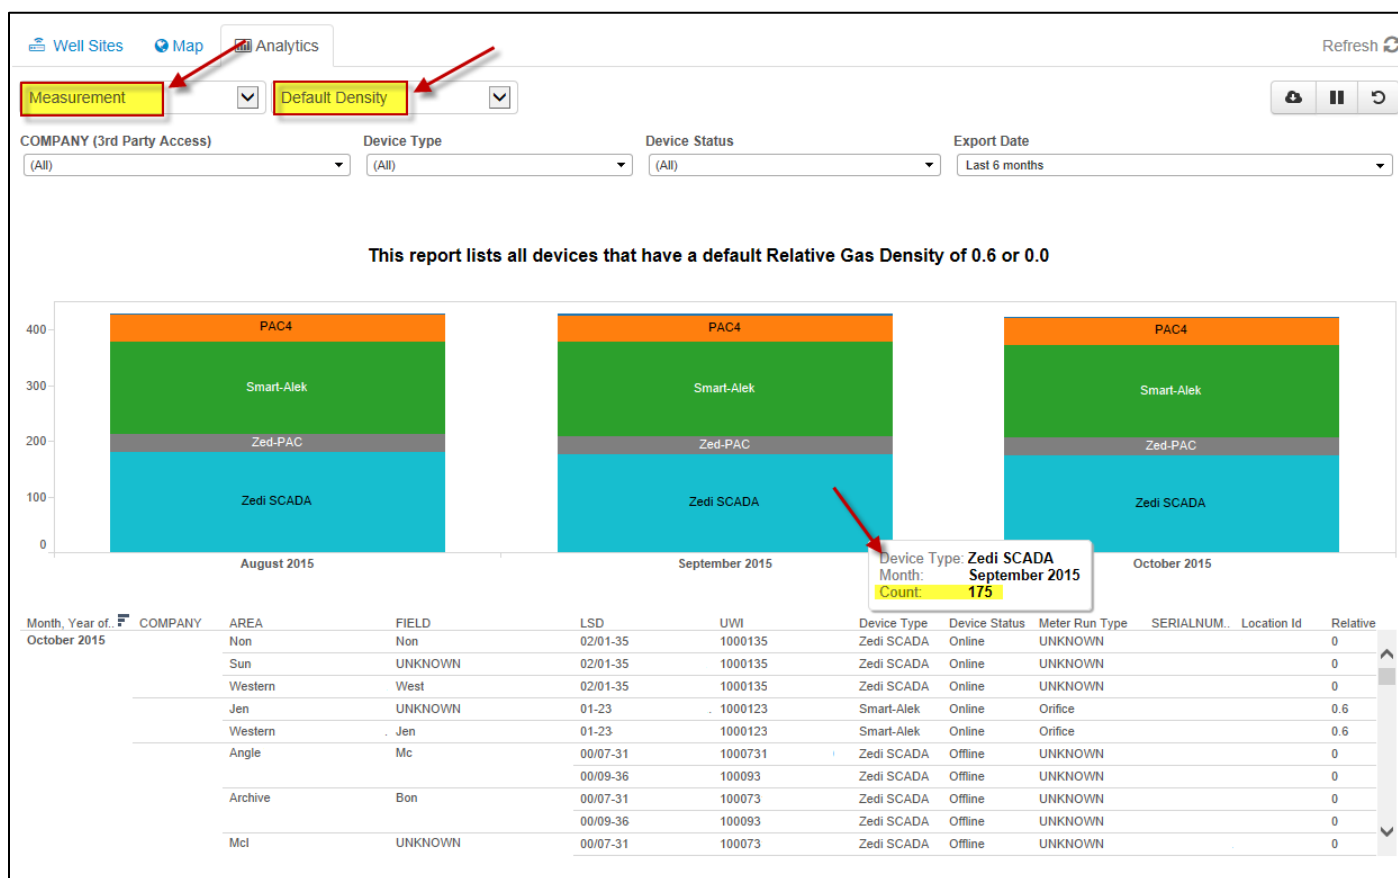 Well Sites Map Analytics Refresh
Measurement Default Density
COMPANY (3rd Party Access) Device Type Device Status Export Date
(All) (All) (All) Last 6 months
This report lists all devices that have a default Relative Gas Density of 0.6 or 0.0
400 PAC4 PAC4 PAC4
300 Smart-Alek Smart-Alek Smart-Alek
200 Zed-PAC Zed-PAC Zed-PAC
100 Zedi SCADA Zedi SCADA Zedi SCADA
0
August 2015 September 2015 October 2015
Device Type: Zedi SCADA
Month: September 2015
Count: 175
Month, Year of.. COMPANY AREA FIELD LSD UWI Device Type Device Status Meter Run Type SERIALNUM.. Location Id Relative
October 2015 Non Non 02/01-35 1000135 Zedi SCADA Online UNKNOWN 0
Sun UNKNOWN 02/01-35 1000135 Zedi SCADA Online UNKNOWN 0
Western West 02/01-35 1000135 Zedi SCADA Online UNKNOWN 0
Jen UNKNOWN 01-23 1000123 Smart-Alek Online Orifice 0.6
Western Jen 01-23 1000123 Smart-Alek Online Orifice 0.6
Angle Mc 00/07-31 1000731 Zedi SCADA Offline UNKNOWN 0
00/09-36 100093 Zedi SCADA Offline UNKNOWN 0
Archive Bon 00/07-31 100073 Zedi SCADA Offline UNKNOWN 0
00/09-36 100093 Zedi SCADA Offline UNKNOWN 0
Mcl UNKNOWN 00/07-31 100073 Zedi SCADA Offline UNKNOWN 0